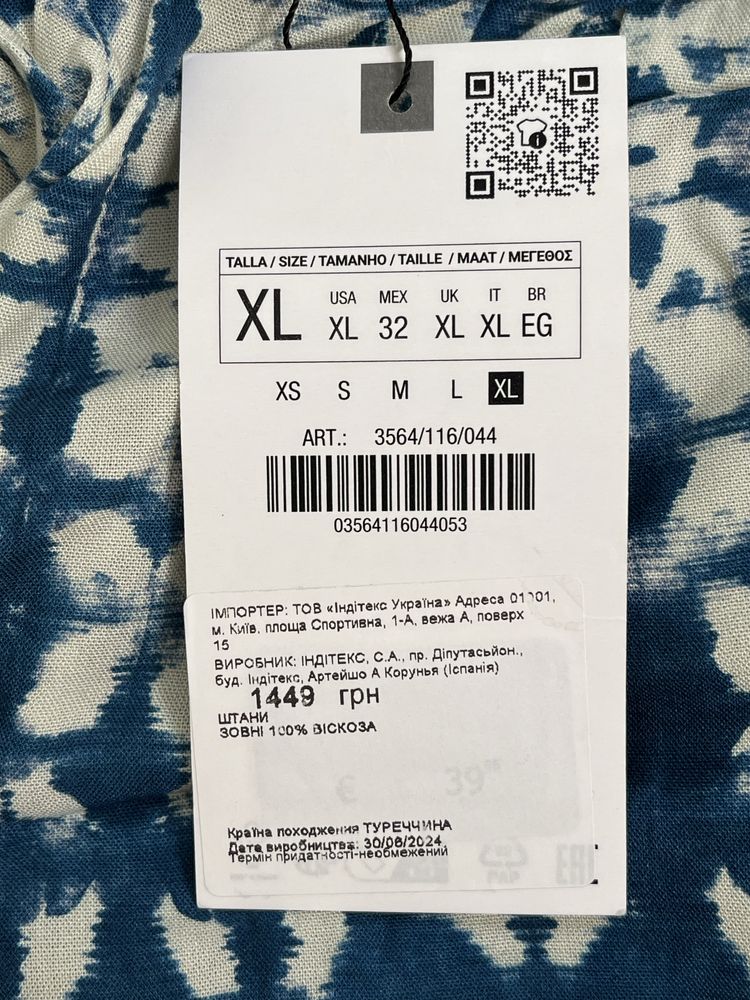 TALLA / SIZE / TAMANHO / TAILLE / MAAT / ΜΕΓΕΘΟΣ
XL USA MEX UK IT BR
XL 32 XL XL EG
XS S M L XL
ART.: 3564/116/044
03564116044053
ІМПОРТЕР: ТОВ «Індітекс Україна» Адреса 01001,
м. Київ, площа Спортивна, 1-А, вежа А, поверх
15
ВИРОБНИК: ІНДІТЕКС, С.А., пр. Діпутасьйон.,
буд. Індітекс, Артейшо А Корунья (Іспанія)
1449 грн
ШТАНИ
ЗОВНІ 100% ВІСКОЗА
€ 39
Країна походження ТУРЕЧЧИНА
Дата виробництва: 30/06/2024
Термін придатності-необмежений